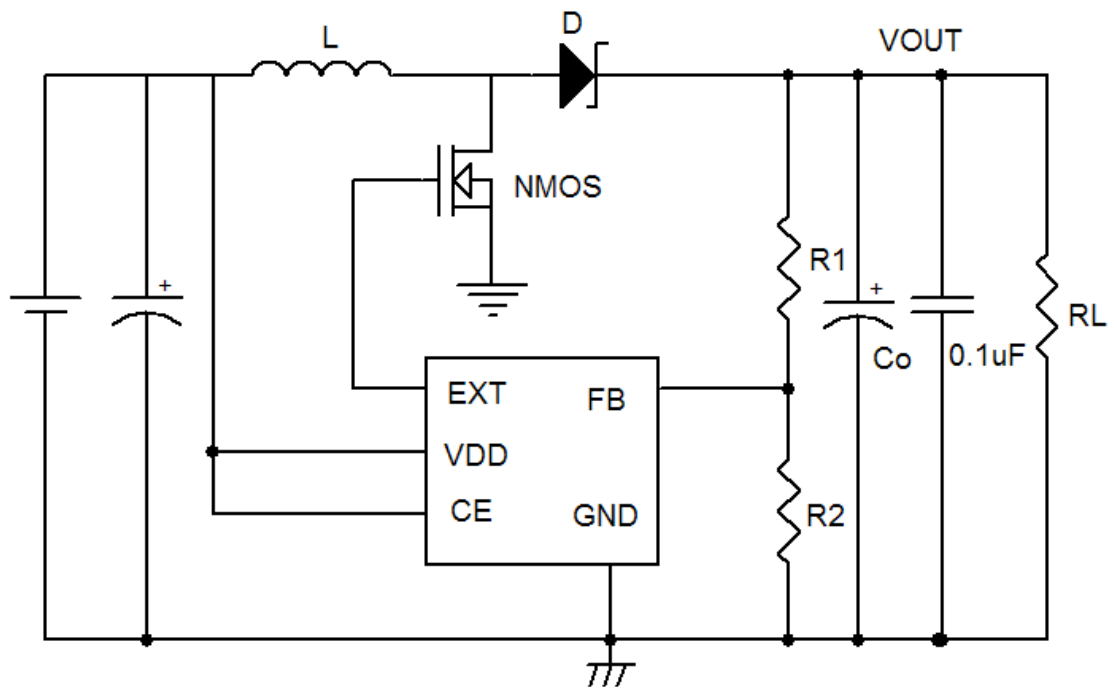 L
D
VOUT
NMOS
+
R1
+
Co
0.1uF
RL
EXT
FB
VDD
CE
GND
R2